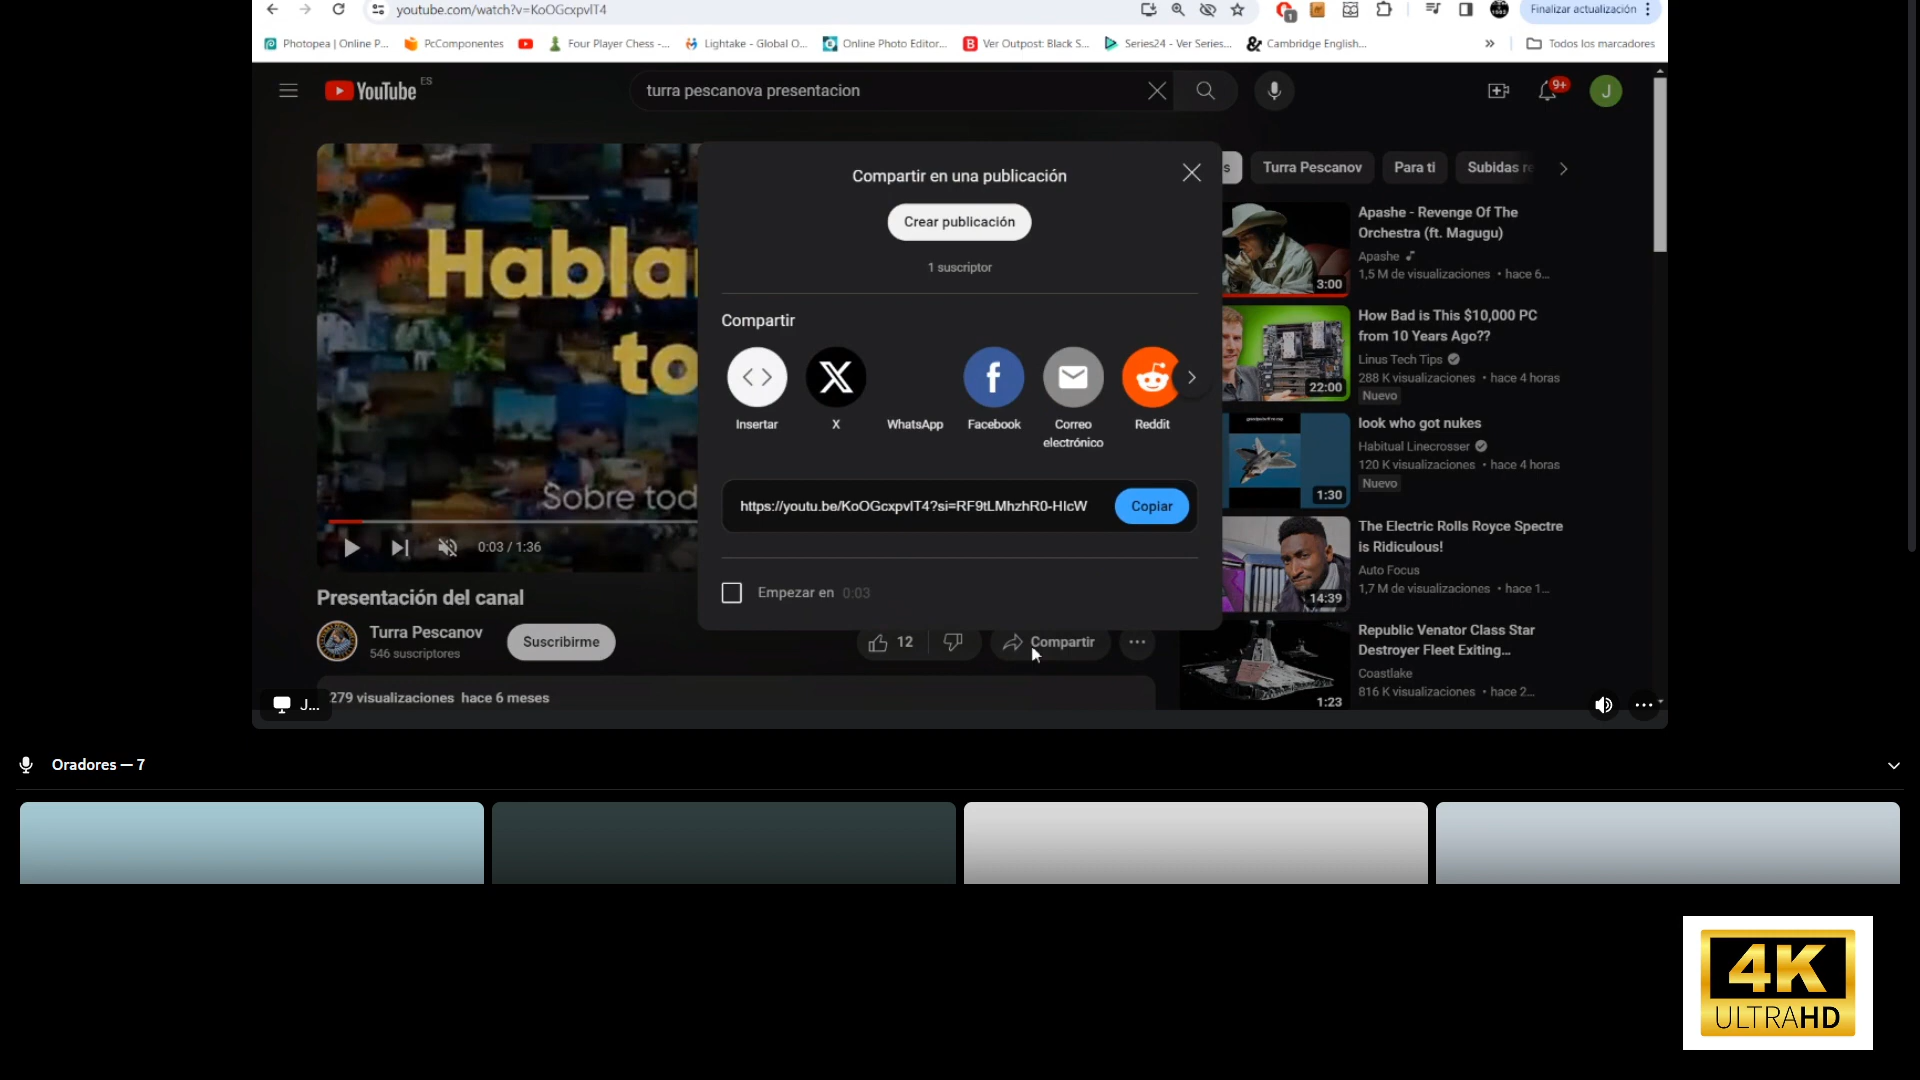 youtube.com/watch?v=KoOGcxpvlT4
Finalizar actualización
Photopea | Online P...
PcComponentes
Four Player Chess -...
Lightake - Global O...
Online Photo Editor...
Ver Outpost: Black S...
Series24 - Ver Series...
Cambridge English...
»
Todos los marcadores
YouTube ES
turra pescanova presentacion
9+
J
Compartir en una publicación
Crear publicación
1 suscriptor
Compartir
Insertar
X
WhatsApp
Facebook
Correo
electrónico
Reddit
https://youtu.be/KoOGcxpvlT4?si=RF9tLMhzhR0-HIcW
Copiar
Empezar en 0:03
Hablar
to
Sobre tod
0:03 / 1:36
Presentación del canal
Turra Pescanov
546 suscriptores
Suscribirme
12
Compartir
279 visualizaciones hace 6 meses
J...
s
Turra Pescanov
Para ti
Subidas re
Apashe - Revenge Of The
Orchestra (ft. Magugu)
Apashe
1,5 M de visualizaciones • hace 6...
3:00
How Bad is This $10,000 PC
from 10 Years Ago??
Linus Tech Tips
288 K visualizaciones • hace 4 horas
Nuevo
22:00
look who got nukes
Habitual Linecrosser
120 K visualizaciones • hace 4 horas
Nuevo
1:30
The Electric Rolls Royce Spectre
is Ridiculous!
Auto Focus
1,7 M de visualizaciones • hace 1...
14:39
Republic Venator Class Star
Destroyer Fleet Exiting...
Coastlake
816 K visualizaciones • hace 2...
1:23
Oradores — 7
4K
ULTRAHD